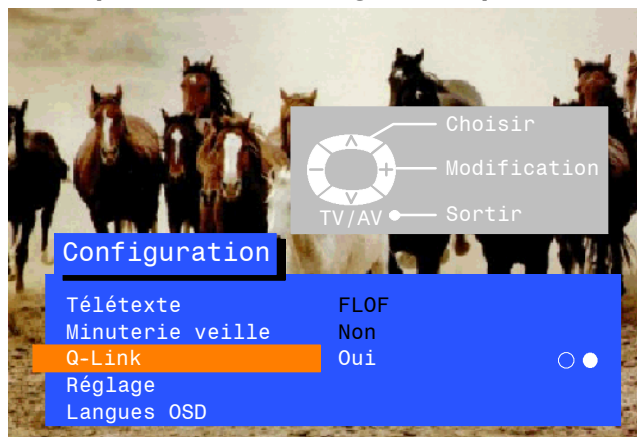 Choisir
Modification
TV/AV Sortir
Configuration
Télétexte FLOF
Minuterie veille Non
Q-Link Oui
Réglage
Langues OSD